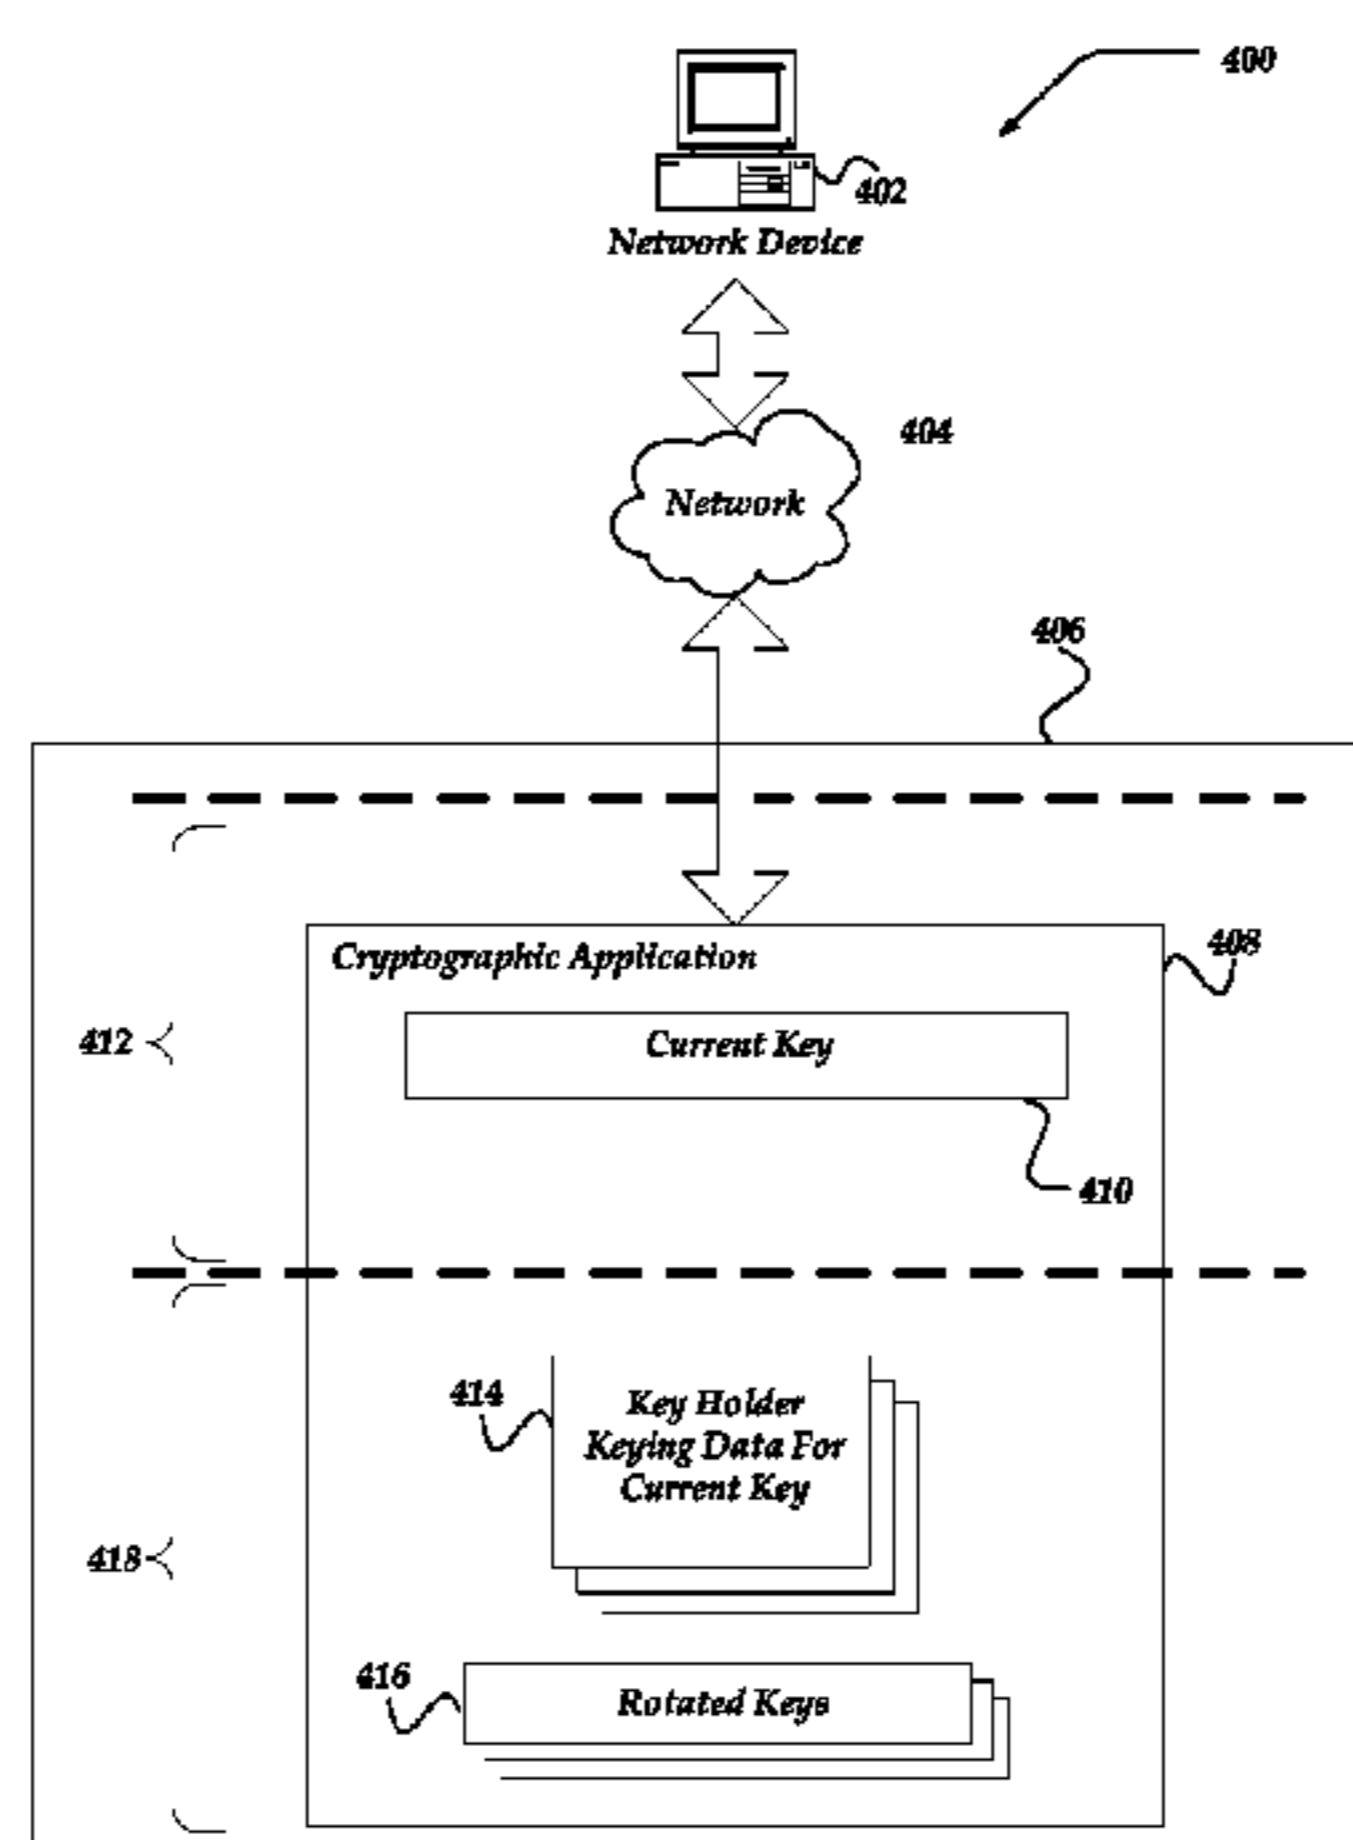 400
402
Network Device
404
Network
406
Cryptographic Application
408
412
Current Key
410
414
Key Holder
Keying Data For
Current Key
418
416
Rotated Keys